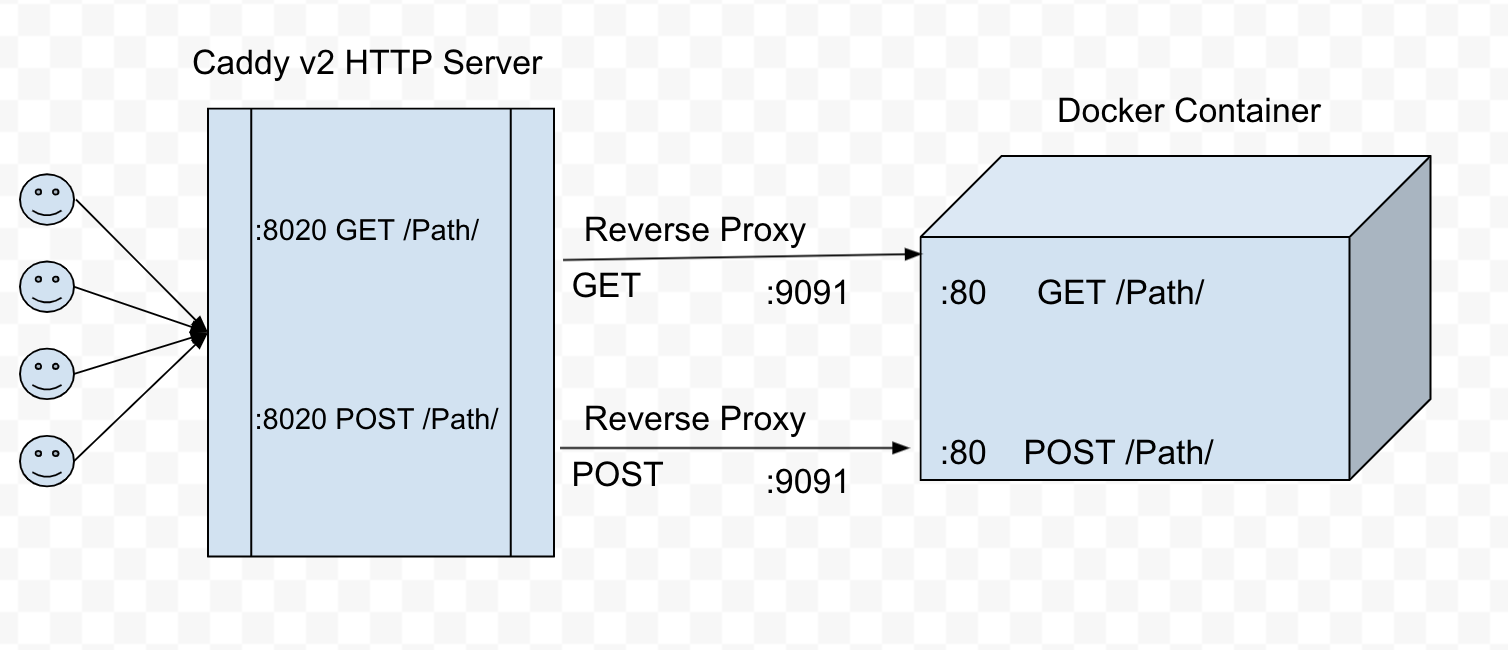 Caddy v2 HTTP Server
Docker Container
:8020 GET /Path/
Reverse Proxy
GET :9091
:80 GET /Path/
:8020 POST /Path/
Reverse Proxy
POST :9091
:80 POST /Path/